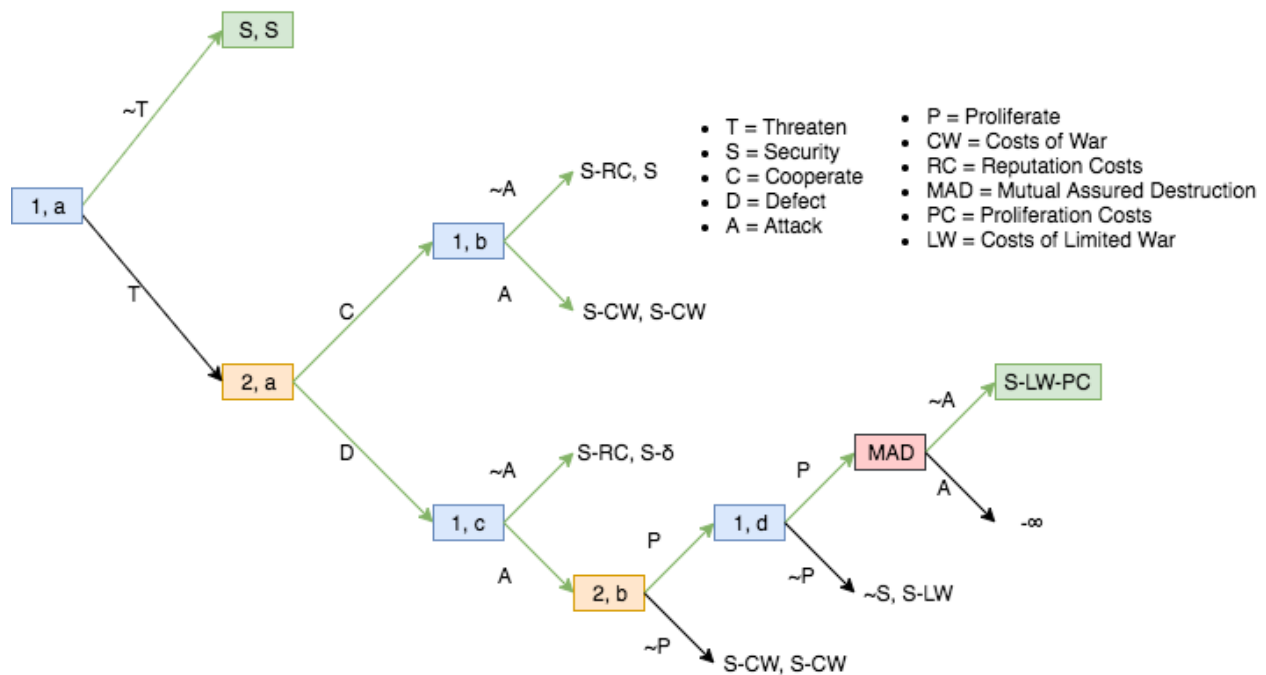 S, S
~T
• T = Threaten
• S = Security
• C = Cooperate
• D = Defect
• A = Attack
• P = Proliferate
• CW = Costs of War
• RC = Reputation Costs
• MAD = Mutual Assured Destruction
• PC = Proliferation Costs
• LW = Costs of Limited War
1, a
~A
S-RC, S
1, b
T
A
C
S-CW, S-CW
2, a
S-LW-PC
~A
D
~A
S-RC, S-δ
P
MAD
A
1, c
P
1, d
-∞
A
~P
2, b
~S, S-LW
~P
S-CW, S-CW